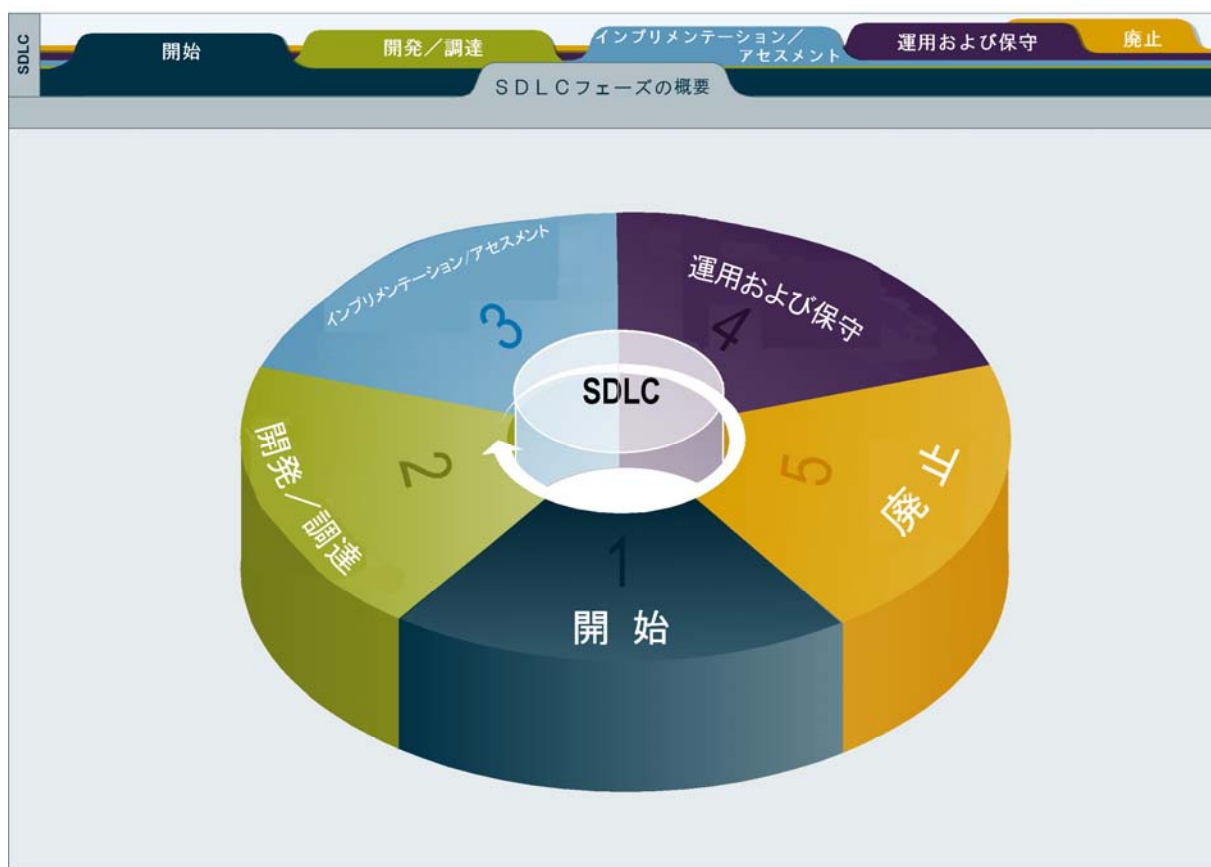 SDLC
開始
開発／調達
インプリメンテーション／
アセスメント
運用および保守
廃止
ＳＤＬＣフェーズの概要
インプリメンテーション/アセスメント
3
運用および保守
4
SDLC
開発／調達
2
廃止
5
1
開始